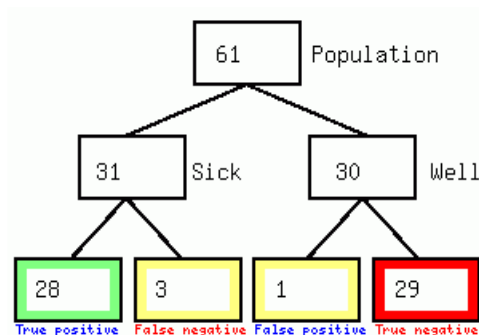 61 Population
31 Sick 30 Well
28 3 1 29
True positive False negative False positive True negative